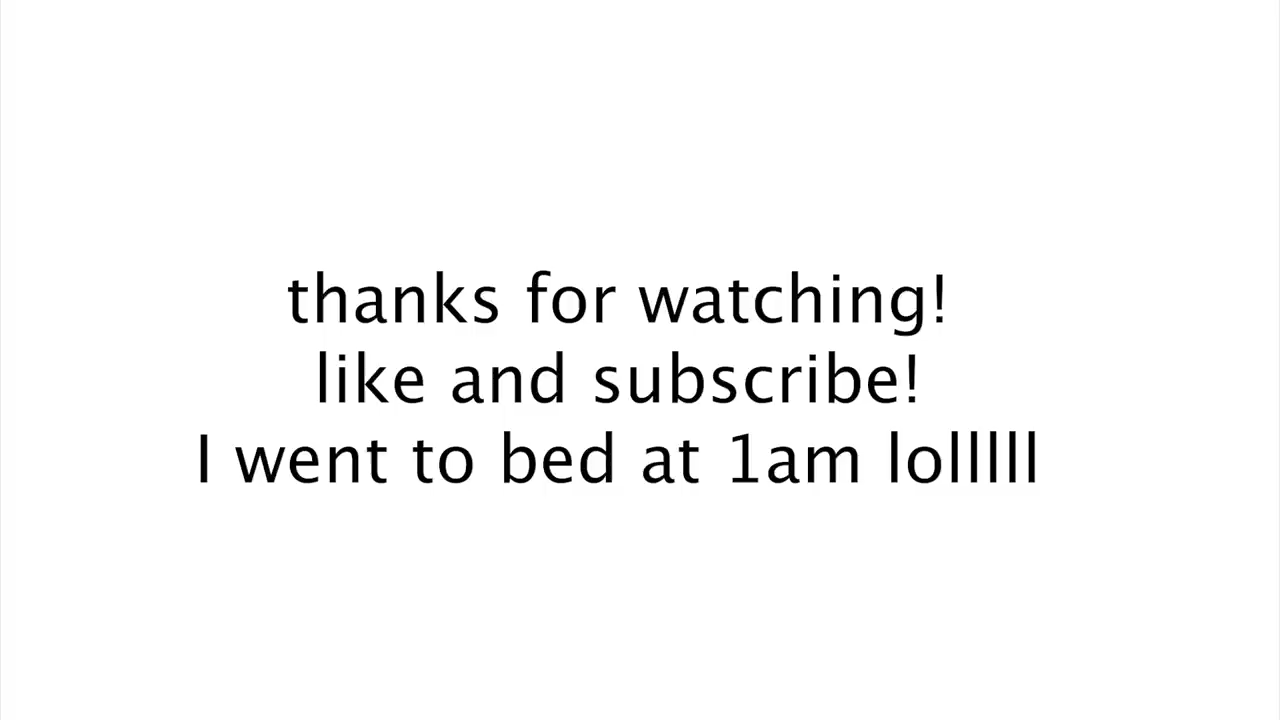 thanks for watching!
like and subscribe!
I went to bed at 1am lolllll